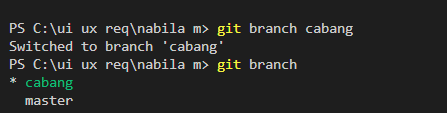 PS C:\ui ux req\nabila m> git branch cabang
Switched to branch 'cabang'
PS C:\ui ux req\nabila m> git branch
* cabang
  master